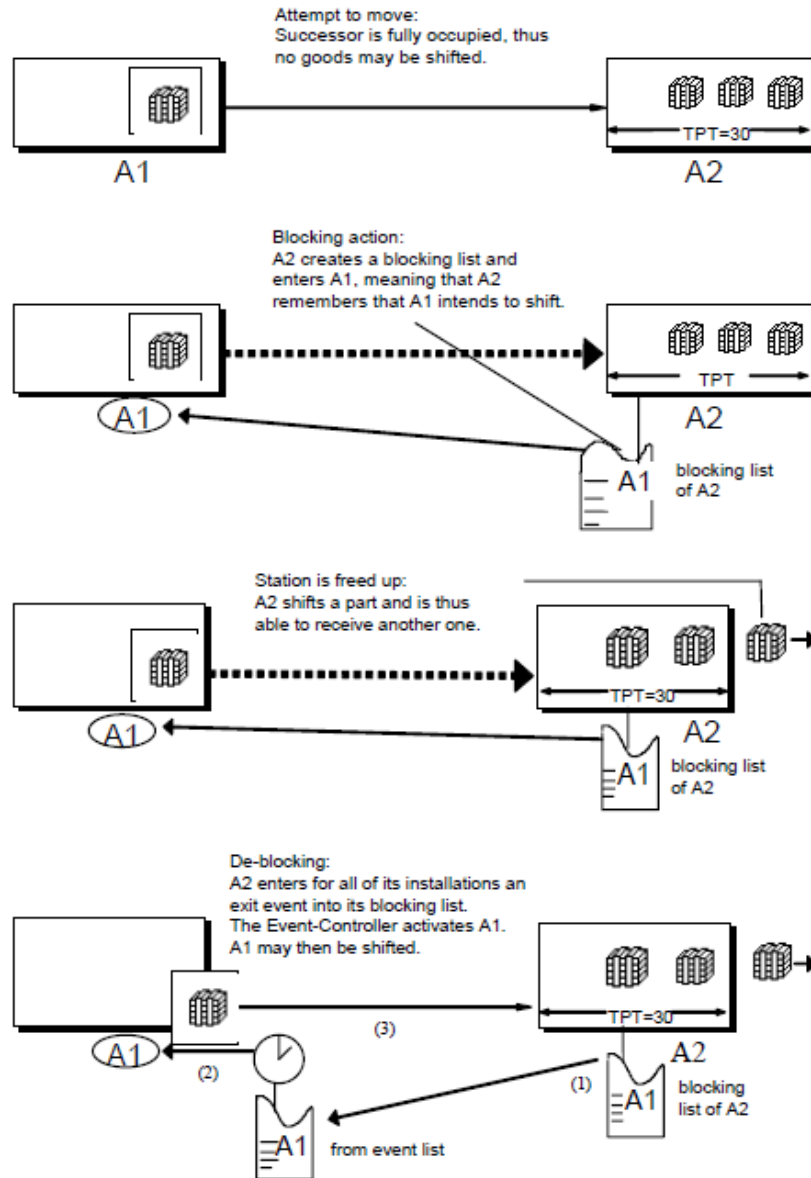 Attempt to move:
Successor is fully occupied, thus
no goods may be shifted.
TPT=30
A1
A2
Blocking action:
A2 creates a blocking list and
enters A1, meaning that A2
remembers that A1 intends to shift.
TPT
A1
A2
A1
blocking list
of A2
Station is freed up:
A2 shifts a part and is thus
able to receive another one.
TPT=30
A1
A2
A1
blocking list
of A2
De-blocking:
A2 enters for all of its installations an
exit event into its blocking list.
The Event-Controller activates A1.
A1 may then be shifted.
TPT=30
(3)
A1
(2)
A2
(1)
A1
blocking
list of A2
A1
from event list